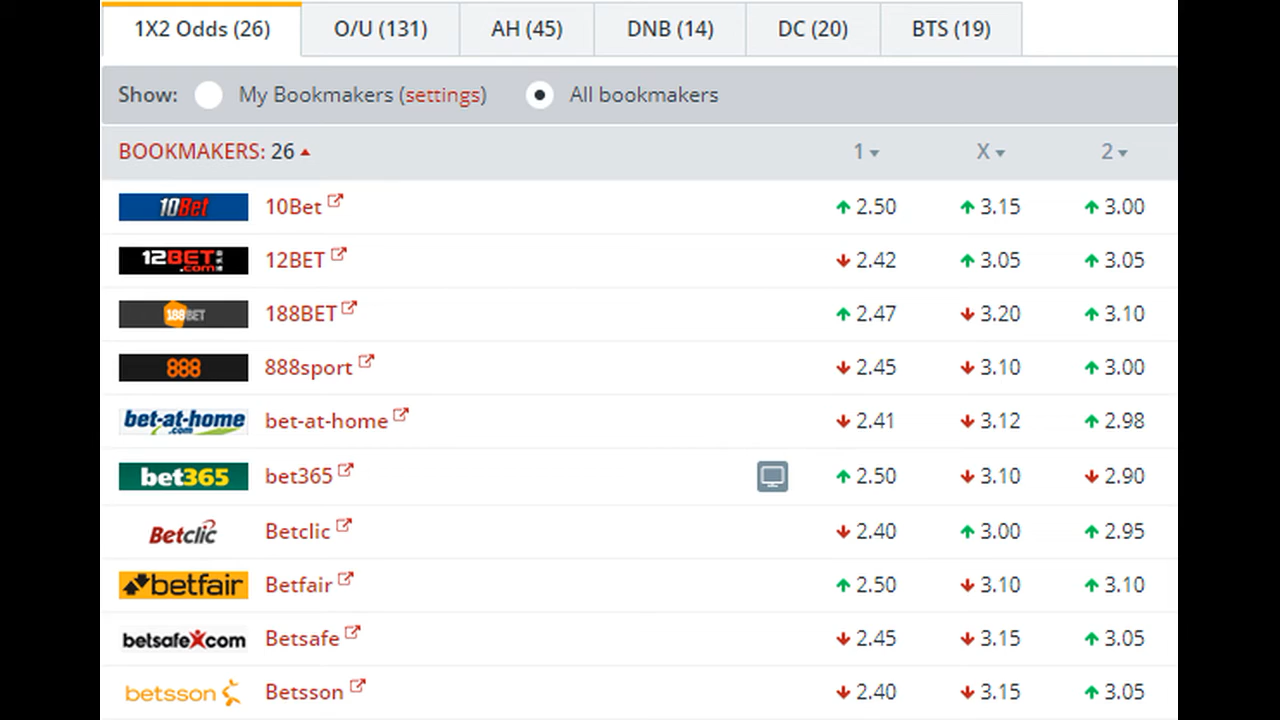 1X2 Odds (26) O/U (131) AH (45) DNB (14) DC (20) BTS (19)
Show: My Bookmakers (settings) All bookmakers
BOOKMAKERS: 26 1 X 2
10Bet 10Bet 2.50 3.15 3.00
12BET.com 12BET 2.42 3.05 3.05
188BET 188BET 2.47 3.20 3.10
888 888sport 2.45 3.10 3.00
bet-at-home.com bet-at-home 2.41 3.12 2.98
bet365 bet365 2.50 3.10 2.90
Betclic Betclic 2.40 3.00 2.95
betfair Betfair 2.50 3.10 3.10
betsafe.com Betsafe 2.45 3.15 3.05
betsson Betsson 2.40 3.15 3.05